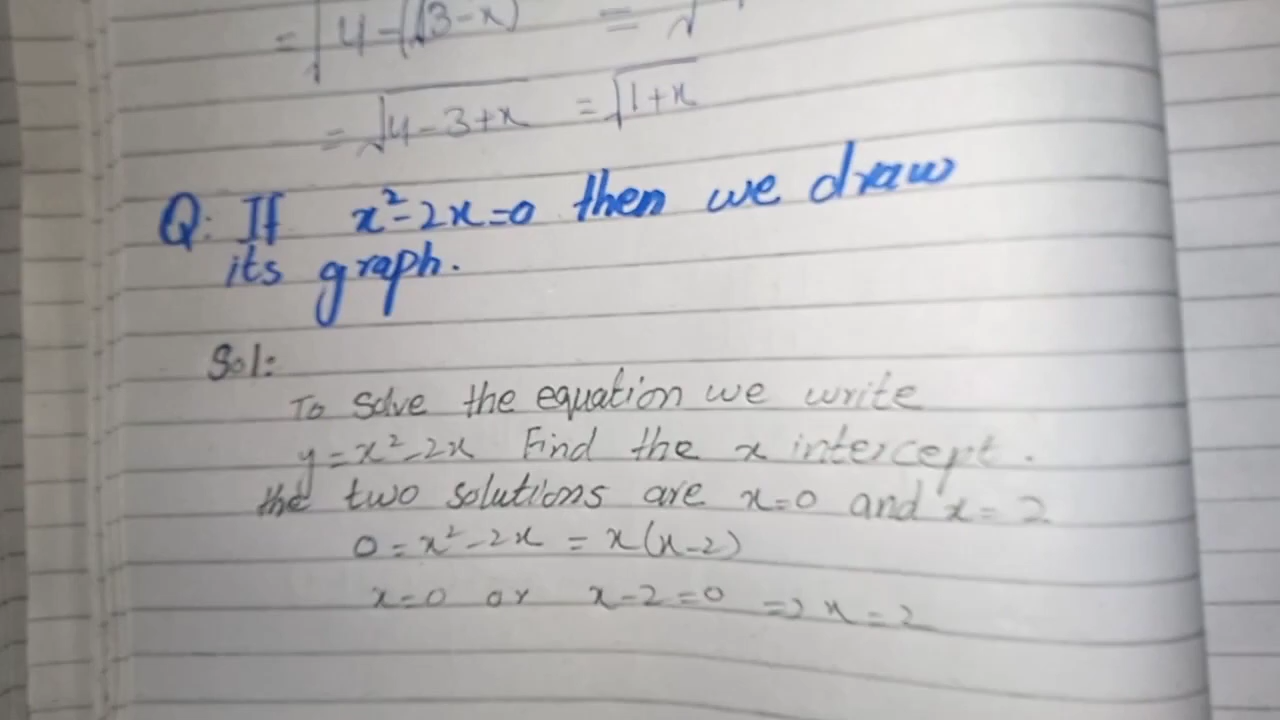 = √4-(√3-x) = √
= √4-3+x = √1+x
Q: If x²-2x=0 then we draw
its graph.
Sol:
To Solve the equation we write
y = x²-2x Find the x intercept.
the two solutions are x=0 and x=2
0 = x²-2x = x(x-2)
x=0 or x-2=0 => x=2